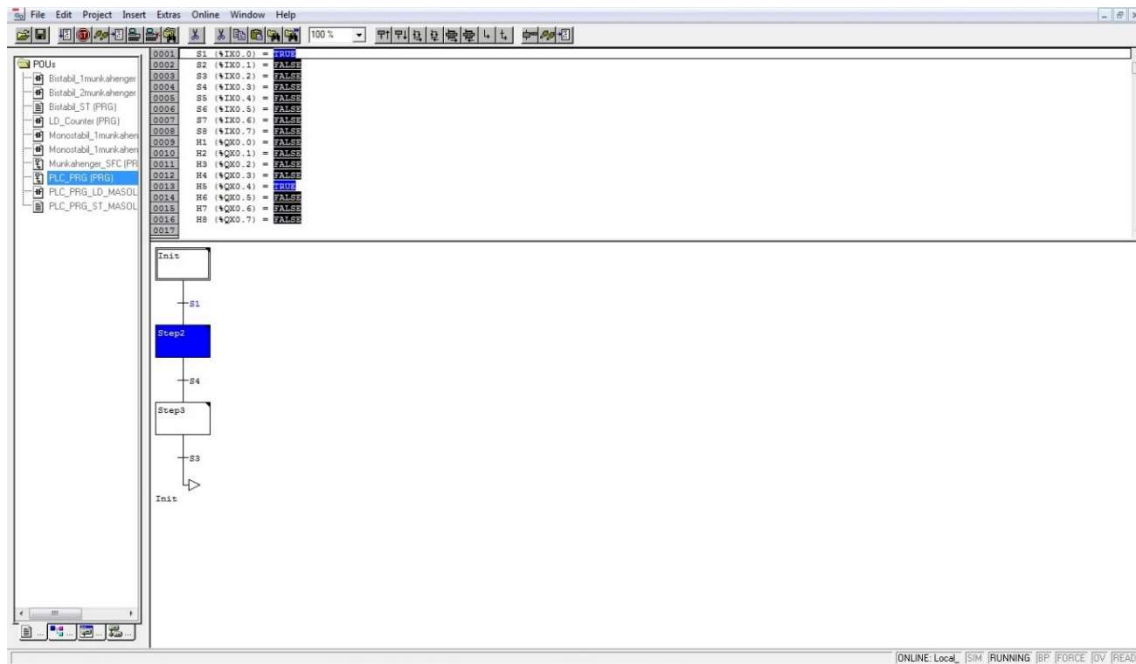 File Edit Project Insert Extras Online Window Help
100 %
POUs
Bistabil_1munkahenger
Bistabil_2munkahenger
Bistabil_ST (PRG)
LD_Counter (PRG)
Monostabil_1munkahen
Monostabil_1munkahen
Munkahenger_SFC (PR
PLC_PRG (PRG)
PLC_PRG_LD_MASOL
PLC_PRG_ST_MASOL
0001 S1 (%IX0.0) = TRUE
0002 S2 (%IX0.1) = FALSE
0003 S3 (%IX0.2) = FALSE
0004 S4 (%IX0.3) = FALSE
0005 S5 (%IX0.4) = FALSE
0006 S6 (%IX0.5) = FALSE
0007 S7 (%IX0.6) = FALSE
0008 S8 (%IX0.7) = FALSE
0009 H1 (%QX0.0) = FALSE
0010 H2 (%QX0.1) = FALSE
0011 H3 (%QX0.2) = FALSE
0012 H4 (%QX0.3) = FALSE
0013 H5 (%QX0.4) = TRUE
0014 H6 (%QX0.5) = FALSE
0015 H7 (%QX0.6) = FALSE
0016 H8 (%QX0.7) = FALSE
0017
Init
S1
Step2
S4
Step3
S3
Init
ONLINE: Local_ SIM RUNNING BP FORCE OV READ